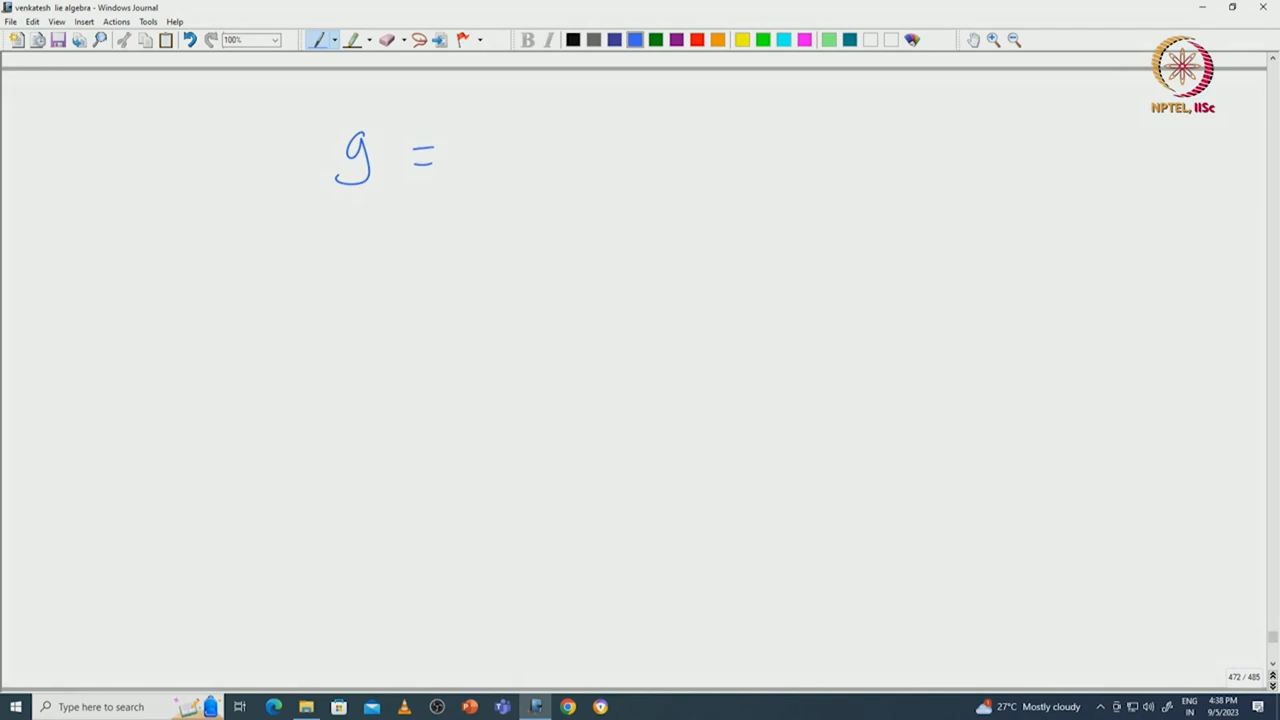 venkatesh lie algebra - Windows Journal
File Edit View Insert Actions Tools Help
100% B I
NPTEL, IISc
g =
472 / 485
Type here to search 27°C Mostly cloudy ENG IN 4:38 PM 9/5/2023